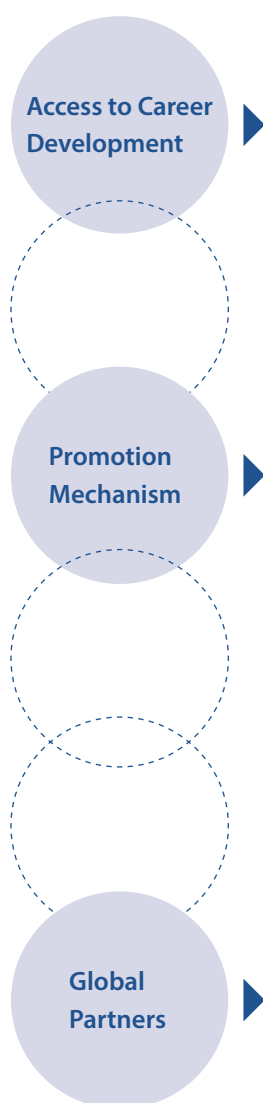 Access to Career
Development
Promotion
Mechanism
Global
Partners